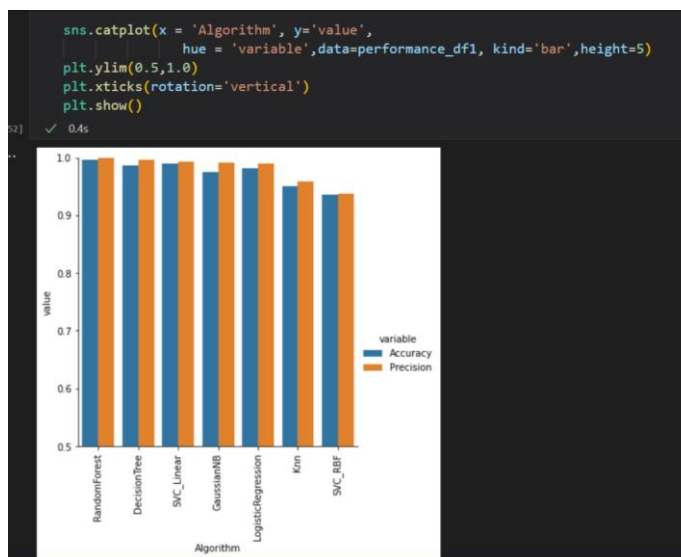 sns.catplot(x = 'Algorithm', y='value',
hue = 'variable',data=performance_df1, kind='bar',height=5)
plt.ylim(0.5,1.0)
plt.xticks(rotation='vertical')
plt.show()
52]
✓ 0.4s
1.0
0.9
0.8
0.7
0.6
0.5
value
variable
Accuracy
Precision
RandomForest
DecisionTree
SVC_Linear
GaussianNB
LogisticRegression
Knn
SVC_RBF
Algorithm